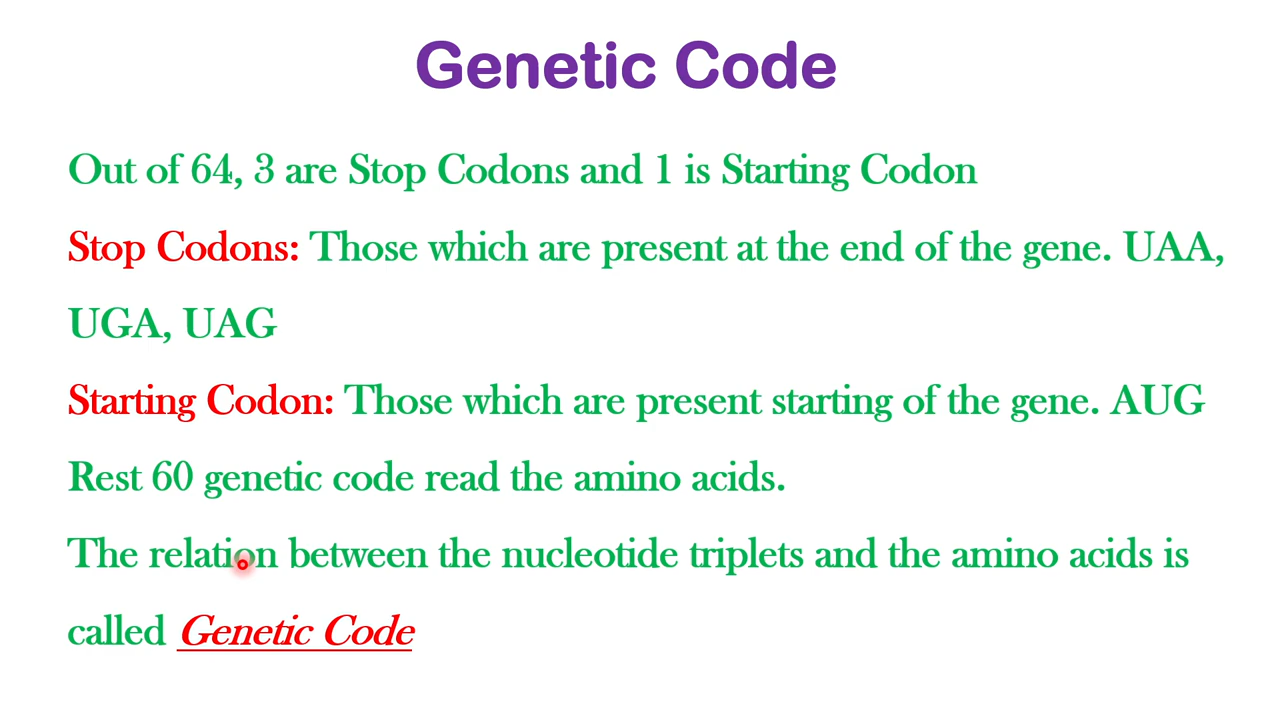 Genetic Code
Out of 64, 3 are Stop Codons and 1 is Starting Codon
Stop Codons: Those which are present at the end of the gene. UAA,
UGA, UAG
Starting Codon: Those which are present starting of the gene. AUG
Rest 60 genetic code read the amino acids.
The relation between the nucleotide triplets and the amino acids is
called Genetic Code